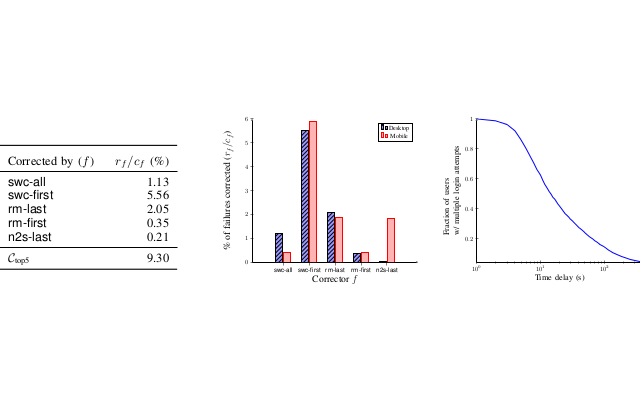 Corrected by (f) r_f/c_f (%)
swc-all 1.13
swc-first 5.56
rm-last 2.05
rm-first 0.35
n2s-last 0.21
C_top5 9.30
% of failures corrected (r_f/c_f)
6
5
4
3
2
1
0
Desktop
Mobile
swc-all swc-first rm-last rm-first n2s-last
Corrector f
Fraction of users
w/ multiple login attempts
1
0.8
0.6
0.4
0.2
10^0 10^1 10^2
Time delay (s)